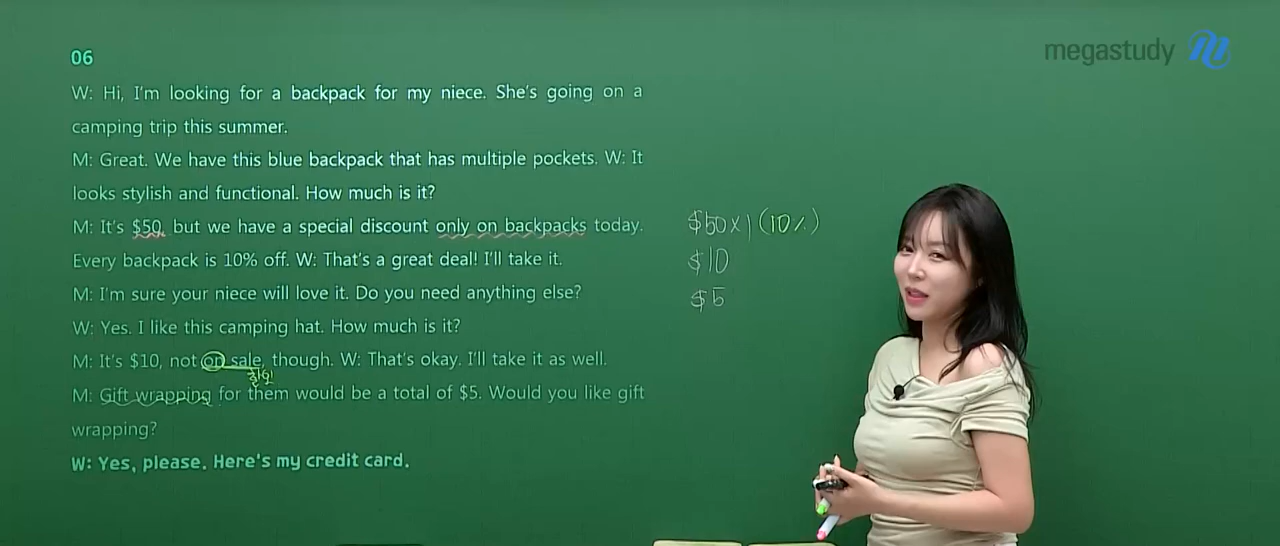 megastudy
06
W: Hi, I'm looking for a backpack for my niece. She's going on a
camping trip this summer.
M: Great. We have this blue backpack that has multiple pockets. W: It
looks stylish and functional. How much is it?
M: It's $50, but we have a special discount only on backpacks today.
Every backpack is 10% off. W: That's a great deal! I'll take it.
M: I'm sure your niece will love it. Do you need anything else?
W: Yes. I like this camping hat. How much is it?
M: It's $10, not on sale, though. W: That's okay. I'll take it as well.
할인
M: Gift wrapping for them would be a total of $5. Would you like gift
wrapping?
W: Yes, please. Here's my credit card.
$50×1 (10%)
$10
$5